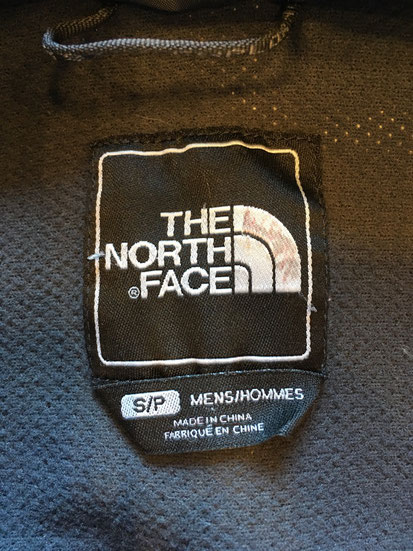 THE
NORTH
® FACE
S/P MENS/HOMMES
MADE IN CHINA
FABRIQUÉ EN CHINE